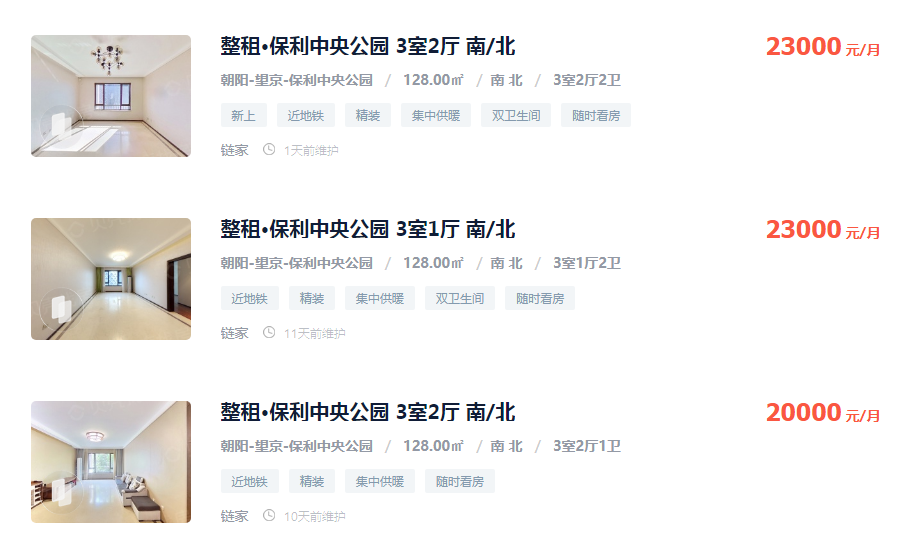 整租·保利中央公园 3室2厅 南/北
23000 元/月
朝阳-望京-保利中央公园 / 128.00㎡ / 南 北 / 3室2厅2卫
新上 近地铁 精装 集中供暖 双卫生间 随时看房
链家 1天前维护
整租·保利中央公园 3室1厅 南/北
23000 元/月
朝阳-望京-保利中央公园 / 128.00㎡ / 南 北 / 3室1厅2卫
近地铁 精装 集中供暖 双卫生间 随时看房
链家 11天前维护
整租·保利中央公园 3室2厅 南/北
20000 元/月
朝阳-望京-保利中央公园 / 128.00㎡ / 南 北 / 3室2厅1卫
近地铁 精装 集中供暖 随时看房
链家 10天前维护